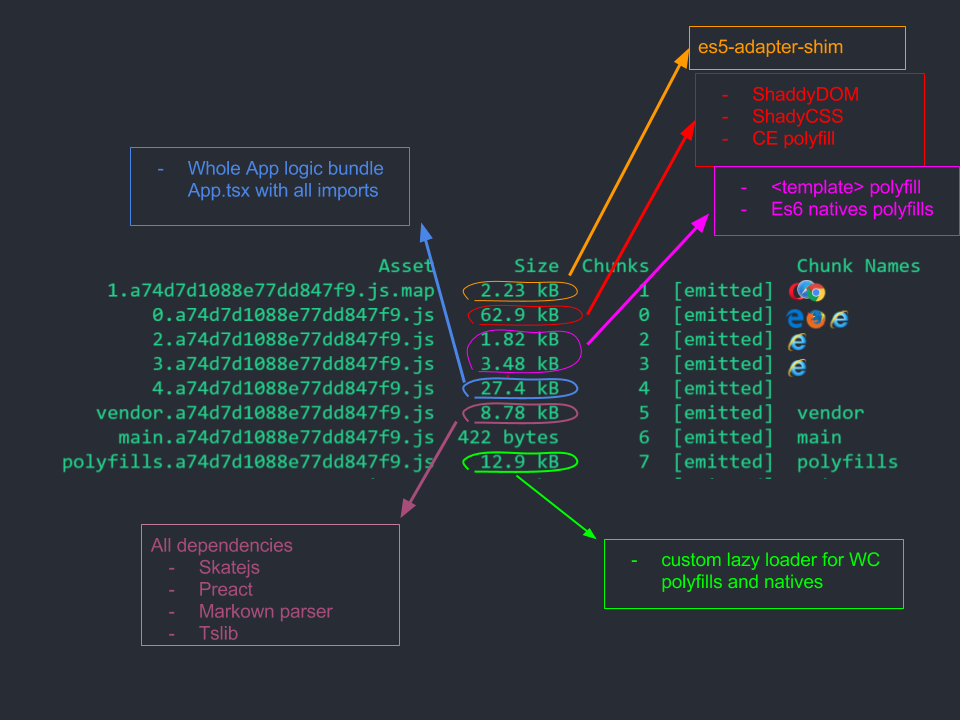 es5-adapter-shim
- ShaddyDOM
- ShadyCSS
- CE polyfill
- Whole App logic bundle
App.tsx with all imports
- <template> polyfill
- Es6 natives polyfills
Asset Size Chunks Chunk Names
1.a74d7d1088e77dd847f9.js.map 2.23 kB 1 [emitted]
0.a74d7d1088e77dd847f9.js 62.9 kB 0 [emitted]
2.a74d7d1088e77dd847f9.js 1.82 kB 2 [emitted]
3.a74d7d1088e77dd847f9.js 3.48 kB 3 [emitted]
4.a74d7d1088e77dd847f9.js 27.4 kB 4 [emitted]
vendor.a74d7d1088e77dd847f9.js 8.78 kB 5 [emitted] vendor
main.a74d7d1088e77dd847f9.js 422 bytes 6 [emitted] main
polyfills.a74d7d1088e77dd847f9.js 12.9 kB 7 [emitted] polyfills
All dependencies
- Skatejs
- Preact
- Markown parser
- Tslib
- custom lazy loader for WC
polyfills and natives